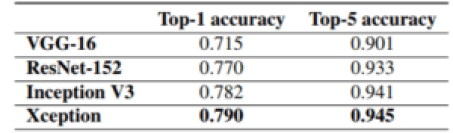 Top-1 accuracy Top-5 accuracy
VGG-16 0.715 0.901
ResNet-152 0.770 0.933
Inception V3 0.782 0.941
Xception 0.790 0.945